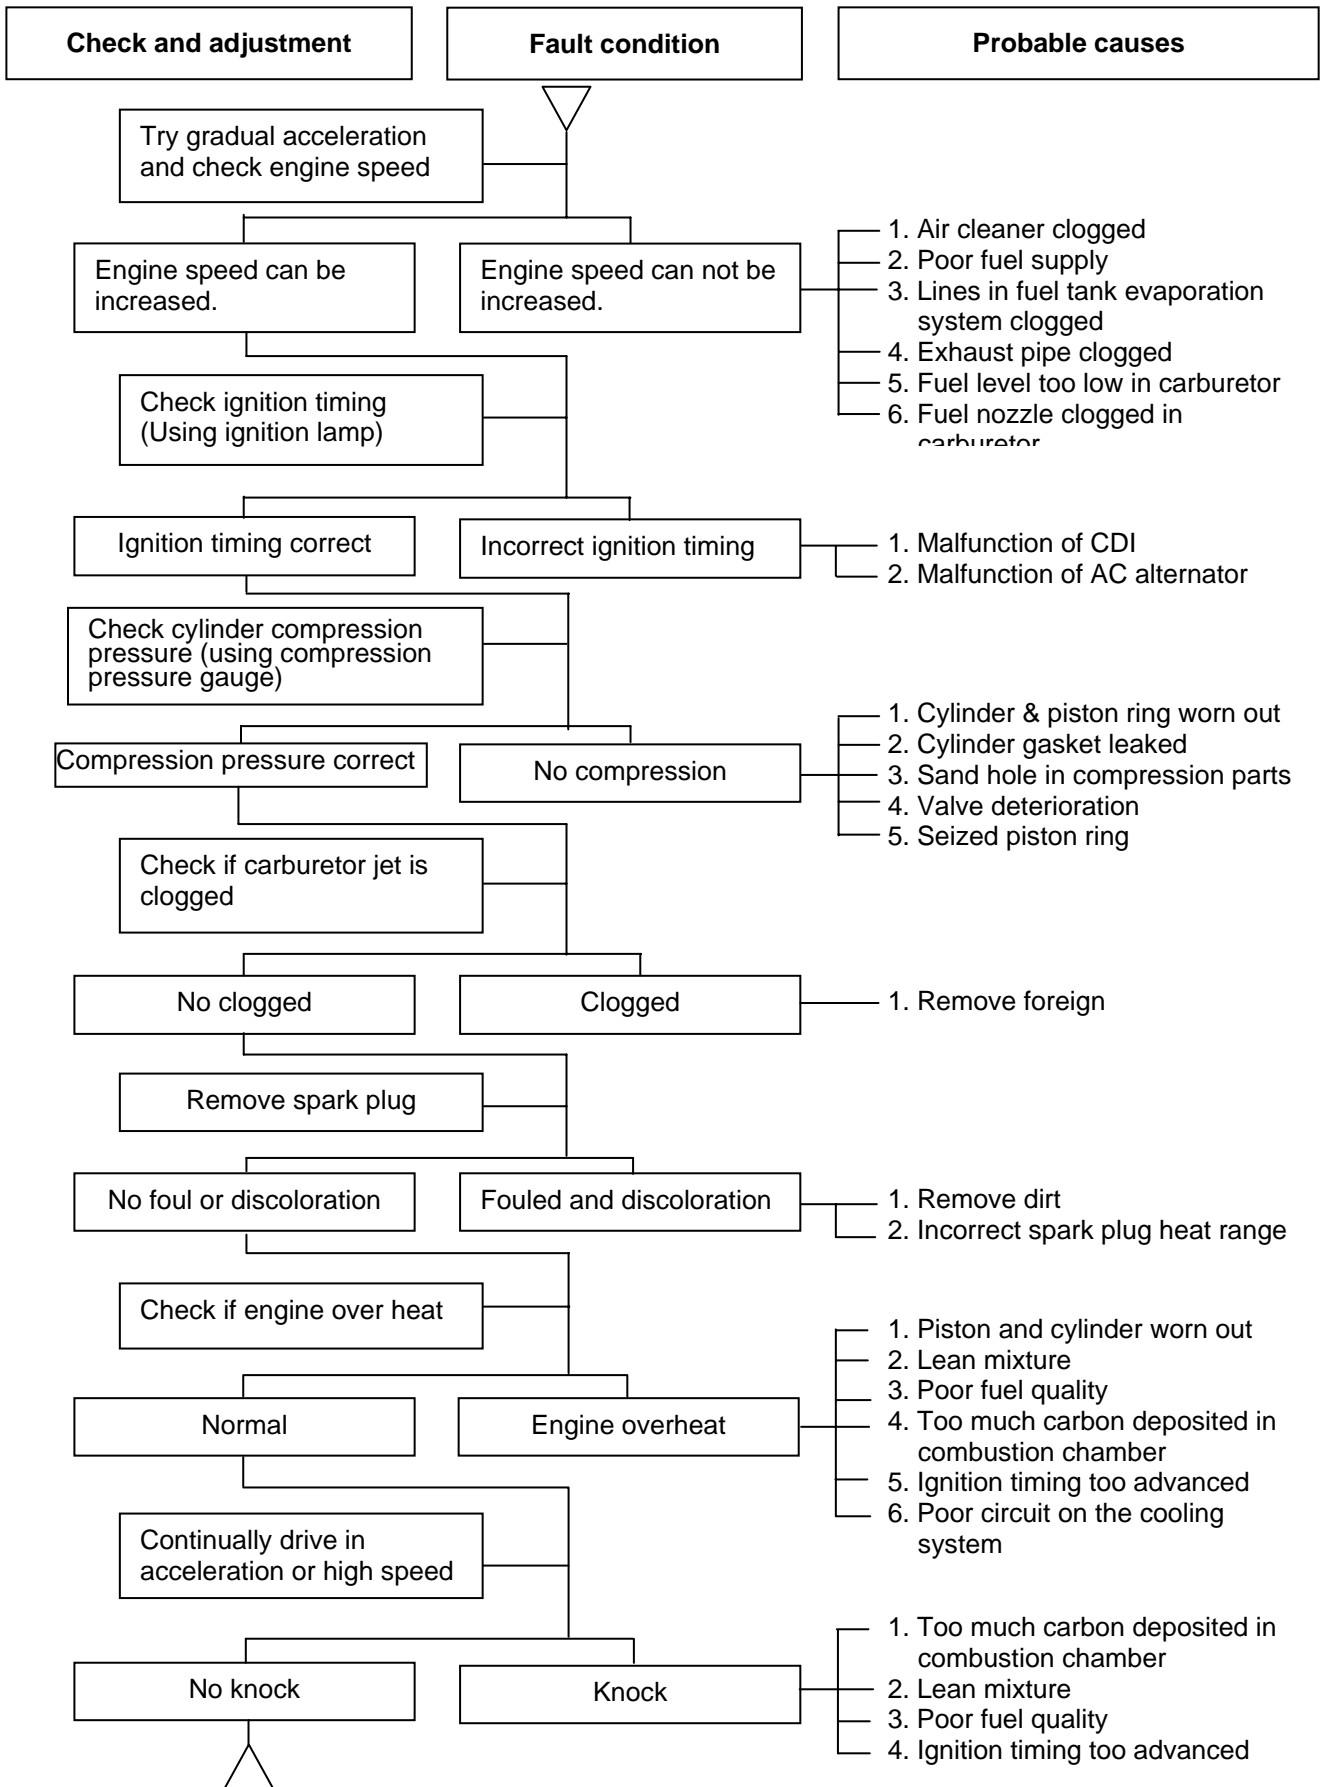 Check and adjustment
Fault condition
Probable causes
Try gradual acceleration
and check engine speed
Engine speed can be
increased.
Engine speed can not be
increased.
1. Air cleaner clogged
2. Poor fuel supply
3. Lines in fuel tank evaporation
system clogged
4. Exhaust pipe clogged
5. Fuel level too low in carburetor
6. Fuel nozzle clogged in
carburetor
Check ignition timing
(Using ignition lamp)
Ignition timing correct
Incorrect ignition timing
1. Malfunction of CDI
2. Malfunction of AC alternator
Check cylinder compression
pressure (using compression
pressure gauge)
Compression pressure correct
No compression
1. Cylinder & piston ring worn out
2. Cylinder gasket leaked
3. Sand hole in compression parts
4. Valve deterioration
5. Seized piston ring
Check if carburetor jet is
clogged
No clogged
Clogged
1. Remove foreign
Remove spark plug
No foul or discoloration
Fouled and discoloration
1. Remove dirt
2. Incorrect spark plug heat range
Check if engine over heat
Normal
Engine overheat
1. Piston and cylinder worn out
2. Lean mixture
3. Poor fuel quality
4. Too much carbon deposited in
combustion chamber
5. Ignition timing too advanced
6. Poor circuit on the cooling
system
Continually drive in
acceleration or high speed
No knock
Knock
1. Too much carbon deposited in
combustion chamber
2. Lean mixture
3. Poor fuel quality
4. Ignition timing too advanced